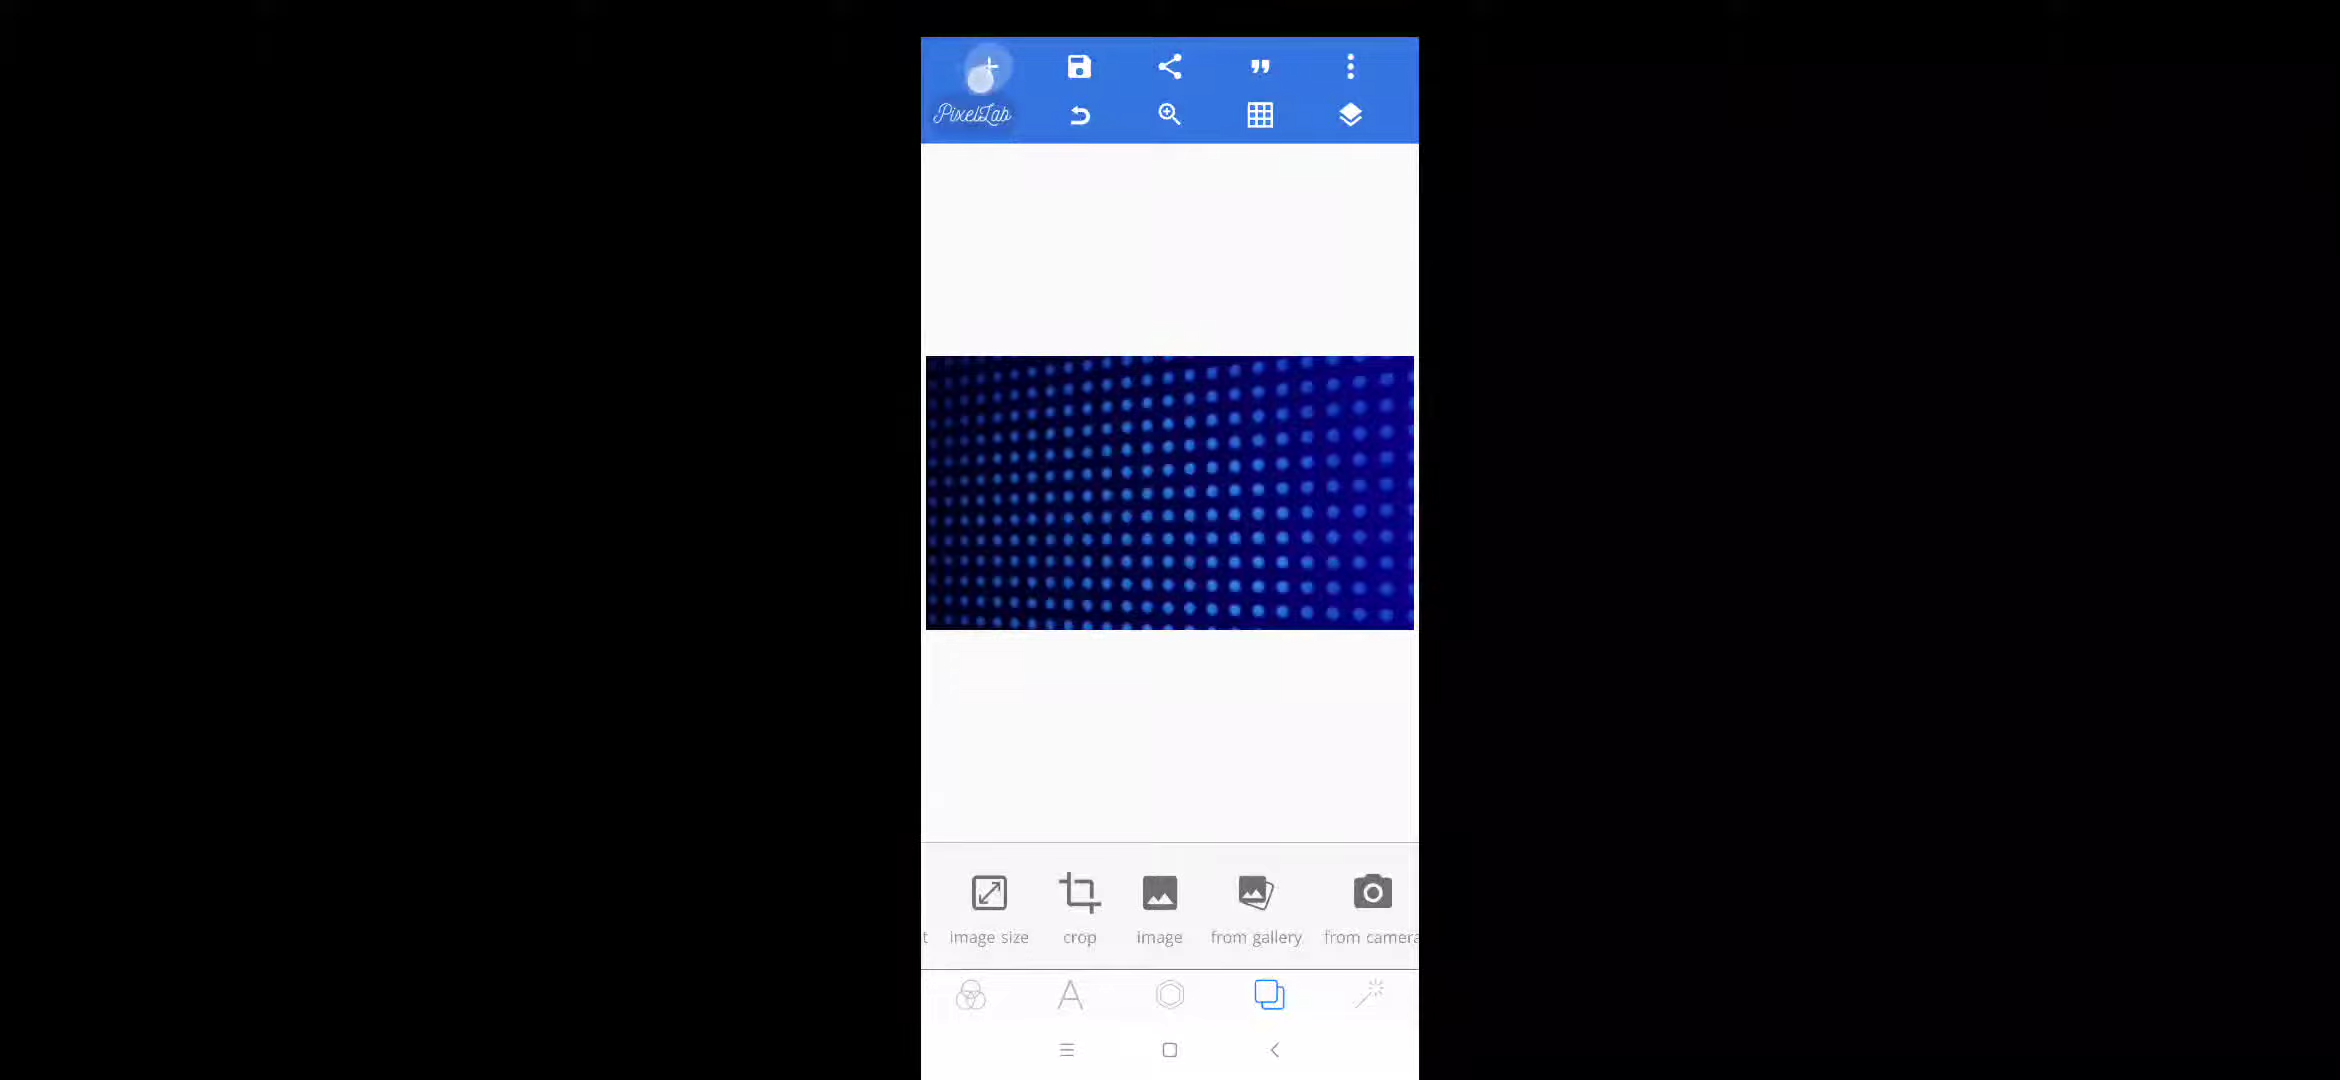 PixelLab
t
image size
crop
image
from gallery
from camera